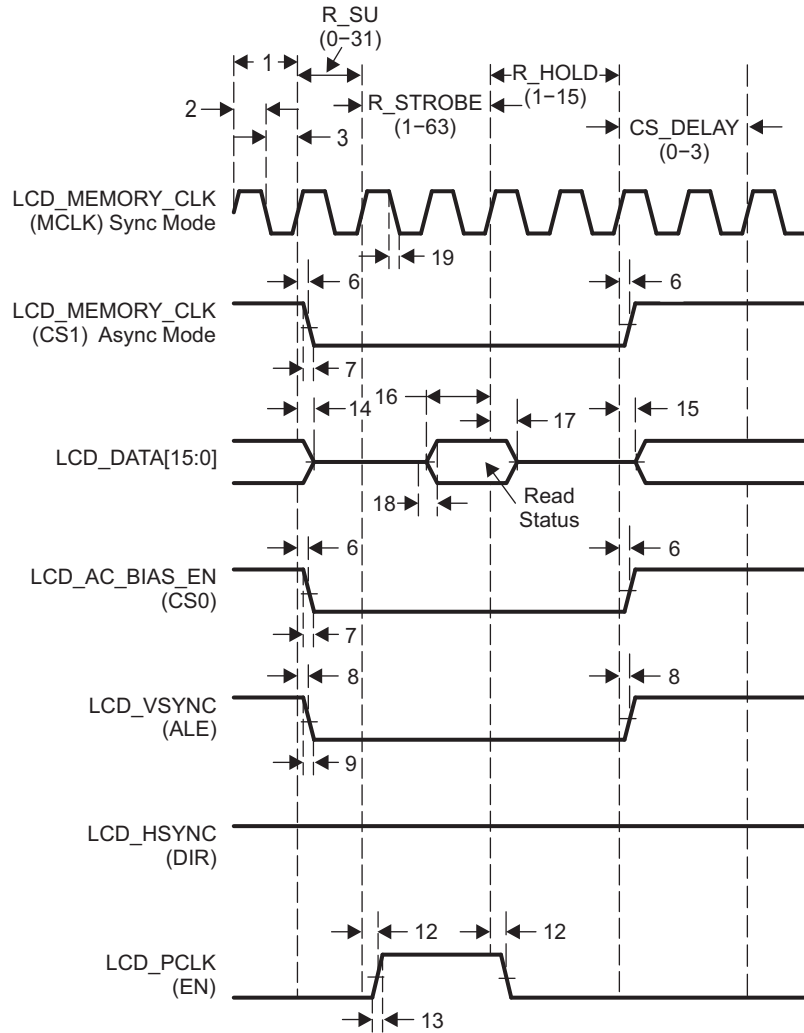 R_SU
(0−31)
1
R_HOLD
(1−15)
2
R_STROBE
(1−63)
3
CS_DELAY
(0−3)
LCD_MEMORY_CLK
(MCLK) Sync Mode
19
6
6
LCD_MEMORY_CLK
(CS1) Async Mode
7
16
14
17
15
LCD_DATA[15:0]
18
Read
Status
6
6
LCD_AC_BIAS_EN
(CS0)
7
8
8
LCD_VSYNC
(ALE)
9
LCD_HSYNC
(DIR)
12
12
LCD_PCLK
(EN)
13